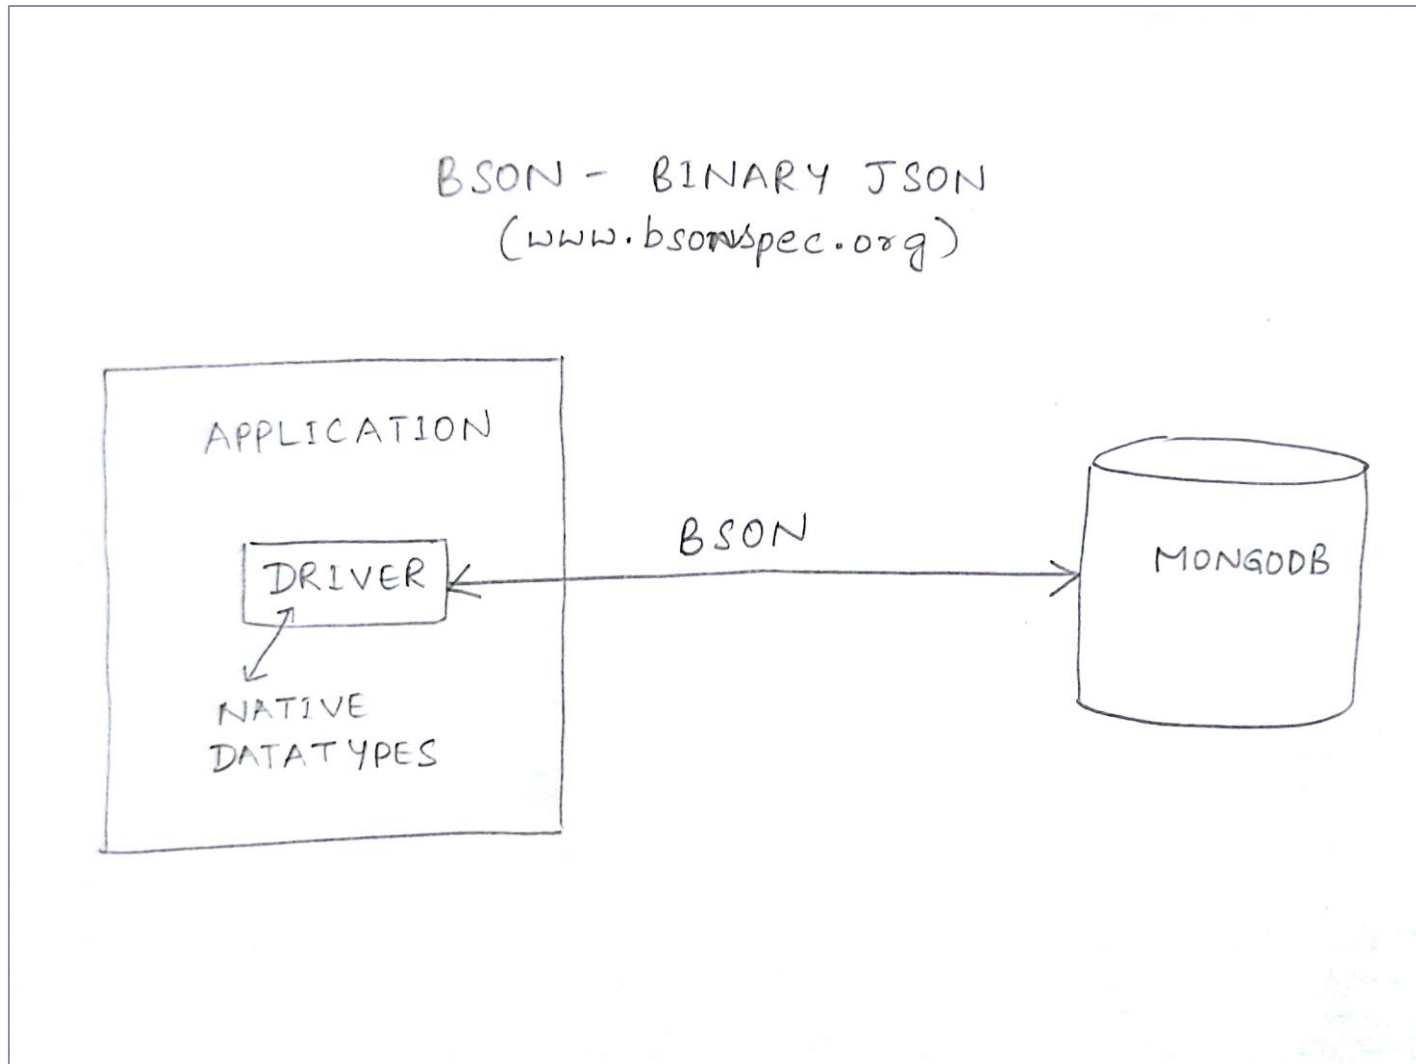 BSON - BINARY JSON
(www.bsonspec.org)
APPLICATION
DRIVER
NATIVE
DATATYPES
BSON
MONGODB